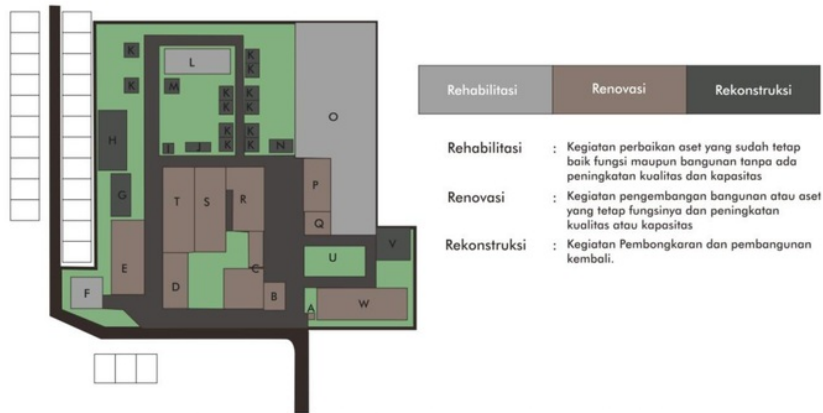 K
K
L
M
K
K
K
K
K
K
K
K
H
I
J
N
O
G
T
S
R
P
Q
E
U
V
F
D
C
B
A
W
Rehabilitasi
Renovasi
Rekonstruksi
Rehabilitasi : Kegiatan perbaikan aset yang sudah tetap
baik fungsi maupun bangunan tanpa ada
peningkatan kualitas dan kapasitas
Renovasi : Kegiatan pengembangan bangunan atau aset
yang tetap fungsinya dan peningkatan
kualitas atau kapasitas
Rekonstruksi : Kegiatan Pembongkaran dan pembangunan
kembali.